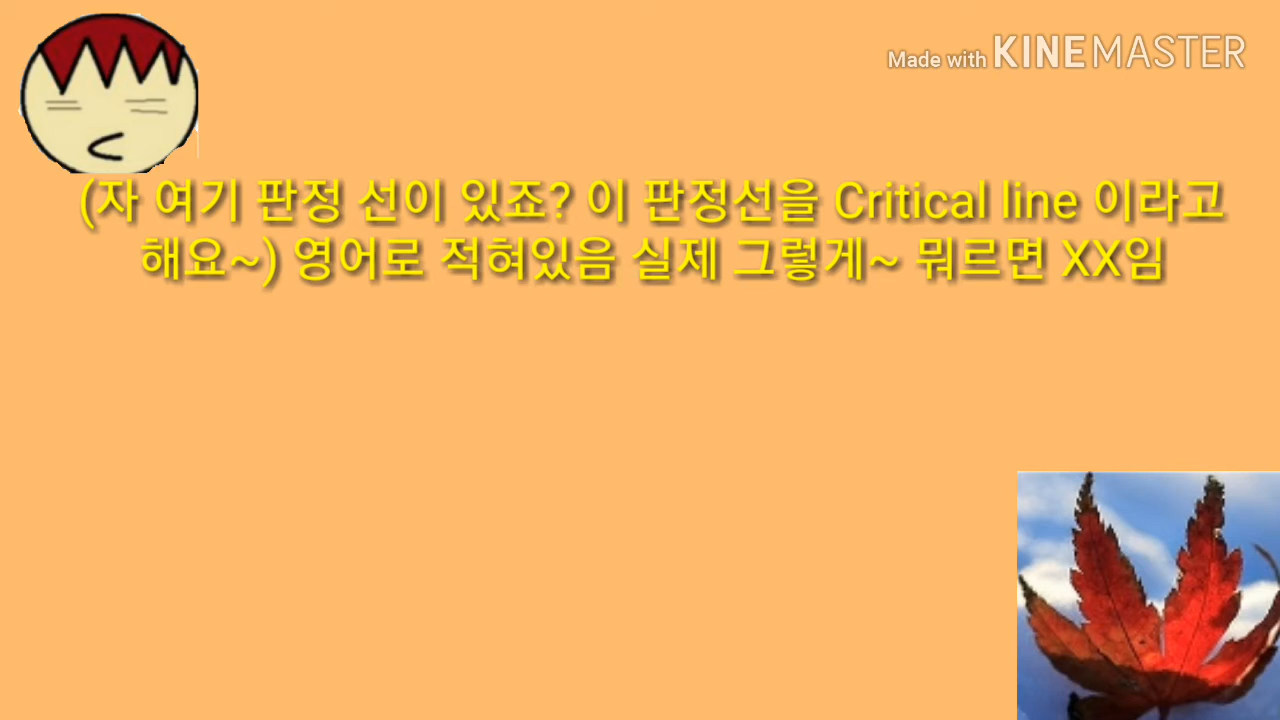 Made with KINEMASTER
(자 여기 판정 선이 있죠? 이 판정선을 Critical line 이라고
해요~) 영어로 적혀있음 실제 그렇게~ 뭐르면 XX임